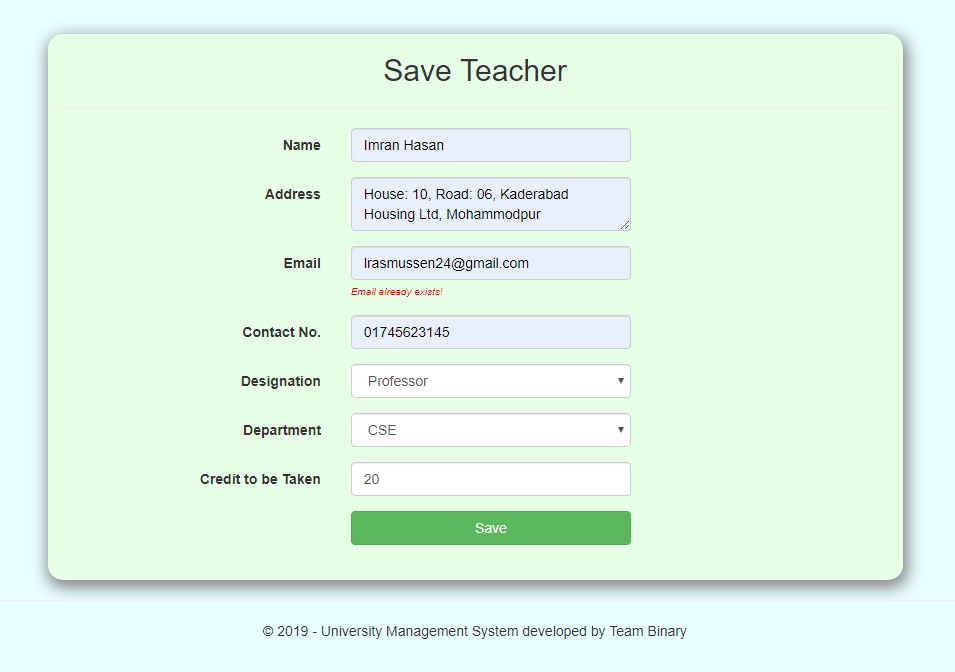 Save Teacher
Name
Imran Hasan
Address
House: 10, Road: 06, Kaderabad
Housing Ltd, Mohammodpur
Email
lrasmussen24@gmail.com
Email already exists!
Contact No.
01745623145
Designation
Professor
Department
CSE
Credit to be Taken
20
Save
© 2019 - University Management System developed by Team Binary